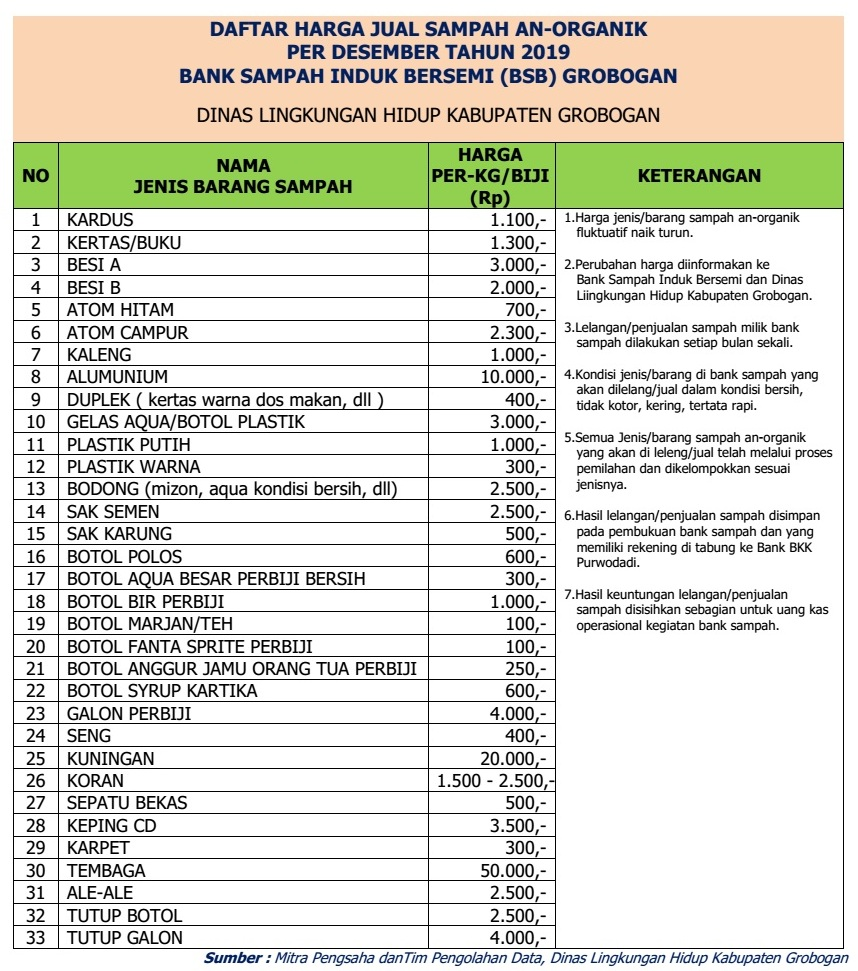 DAFTAR HARGA JUAL SAMPAH AN-ORGANIK
PER DESEMBER TAHUN 2019
BANK SAMPAH INDUK BERSEMI (BSB) GROBOGAN
DINAS LINGKUNGAN HIDUP KABUPATEN GROBOGAN
NO NAMA JENIS BARANG SAMPAH HARGA PER-KG/BIJI (Rp) KETERANGAN
1 KARDUS 1.100,-
2 KERTAS/BUKU 1.300,-
3 BESI A 3.000,-
4 BESI B 2.000,-
5 ATOM HITAM 700,-
6 ATOM CAMPUR 2.300,-
7 KALENG 1.000,-
8 ALUMUNIUM 10.000,-
9 DUPLEK ( kertas warna dos makan, dll ) 400,-
10 GELAS AQUA/BOTOL PLASTIK 3.000,-
11 PLASTIK PUTIH 1.000,-
12 PLASTIK WARNA 300,-
13 BODONG (mizon, aqua kondisi bersih, dll) 2.500,-
14 SAK SEMEN 2.500,-
15 SAK KARUNG 500,-
16 BOTOL POLOS 600,-
17 BOTOL AQUA BESAR PERBIJI BERSIH 300,-
18 BOTOL BIR PERBIJI 1.000,-
19 BOTOL MARJAN/TEH 100,-
20 BOTOL FANTA SPRITE PERBIJI 100,-
21 BOTOL ANGGUR JAMU ORANG TUA PERBIJI 250,-
22 BOTOL SYRUP KARTIKA 600,-
23 GALON PERBIJI 4.000,-
24 SENG 400,-
25 KUNINGAN 20.000,-
26 KORAN 1.500 - 2.500,-
27 SEPATU BEKAS 500,-
28 KEPING CD 3.500,-
29 KARPET 300,-
30 TEMBAGA 50.000,-
31 ALE-ALE 2.500,-
32 TUTUP BOTOL 2.500,-
33 TUTUP GALON 4.000,-
1.Harga jenis/barang sampah an-organik
fluktuatif naik turun.
2.Perubahan harga diinformakan ke
Bank Sampah Induk Bersemi dan Dinas
Liingkungan Hidup Kabupaten Grobogan.
3.Lelangan/penjualan sampah milik bank
sampah dilakukan setiap bulan sekali.
4.Kondisi jenis/barang di bank sampah yang
akan dilelang/jual dalam kondisi bersih,
tidak kotor, kering, tertata rapi.
5.Semua Jenis/barang sampah an-organik
yang akan di leleng/jual telah melalui proses
pemilahan dan dikelompokkan sesuai
jenisnya.
6.Hasil lelangan/penjualan sampah disimpan
pada pembukuan bank sampah dan yang
memiliki rekening di tabung ke Bank BKK
Purwodadi.
7.Hasil keuntungan lelangan/penjualan
sampah disisihkan sebagian untuk uang kas
operasional kegiatan bank sampah.
Sumber : Mitra Pengsaha danTim Pengolahan Data, Dinas Lingkungan Hidup Kabupaten Grobogan